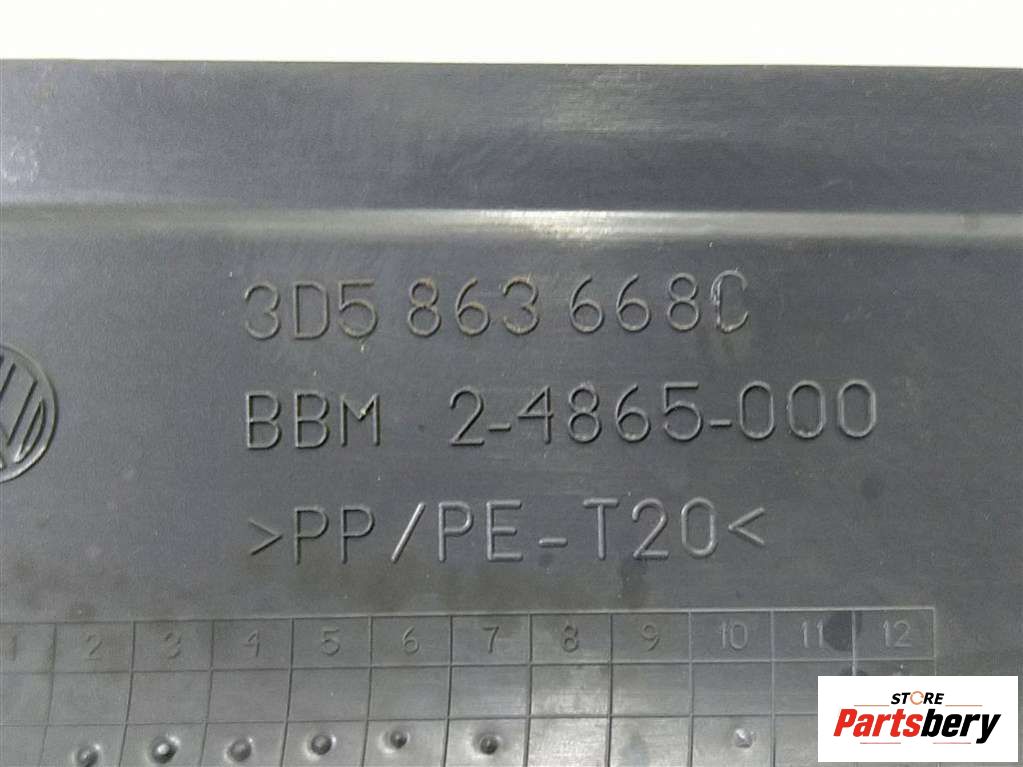 3D5 863 668C
BBM 2-4865-000
>PP/PE-T20<
1 2 3 4 5 6 7 8 9 10 11 12
STORE
Partsbery